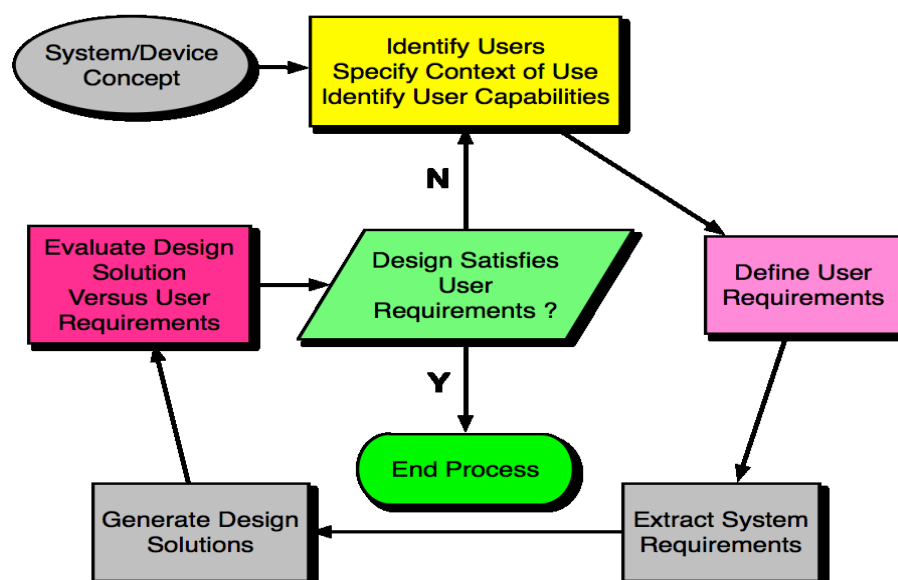 System/Device
Concept
Identify Users
Specify Context of Use
Identify User Capabilities
N
Evaluate Design
Solution
Versus User
Requirements
Design Satisfies
User
Requirements ?
Define User
Requirements
Y
End Process
Generate Design
Solutions
Extract System
Requirements